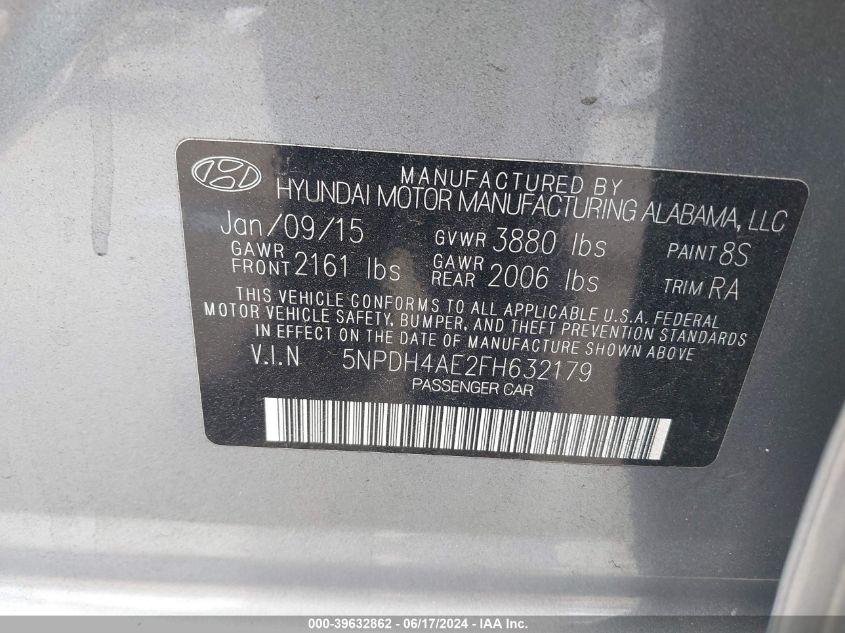 MANUFACTURED BY
HYUNDAI MOTOR MANUFACTURING ALABAMA, LLC
Jan/09/15 GVWR 3880 lbs PAINT 8S
GAWR FRONT 2161 lbs GAWR REAR 2006 lbs TRIM RA
THIS VEHICLE CONFORMS TO ALL APPLICABLE U.S.A. FEDERAL
MOTOR VEHICLE SAFETY, BUMPER, AND THEFT PREVENTION STANDARDS
IN EFFECT ON THE DATE OF MANUFACTURE SHOWN ABOVE
V.I.N 5NPDH4AE2FH632179
PASSENGER CAR
000-39632862 - 06/17/2024 - IAA Inc.